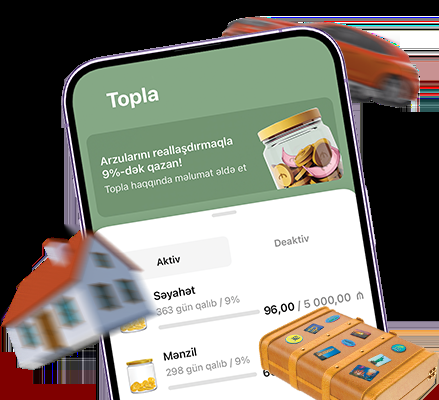 Topla
Arzularını reallaşdırmaqla
9%-dək qazan!
Topla haqqında məlumat əldə et
Aktiv
Deaktiv
Səyahət
363 gün qalıb / 9%
96,00 / 5 000,00 ₼
Mənzil
298 gün qalıb / 9%